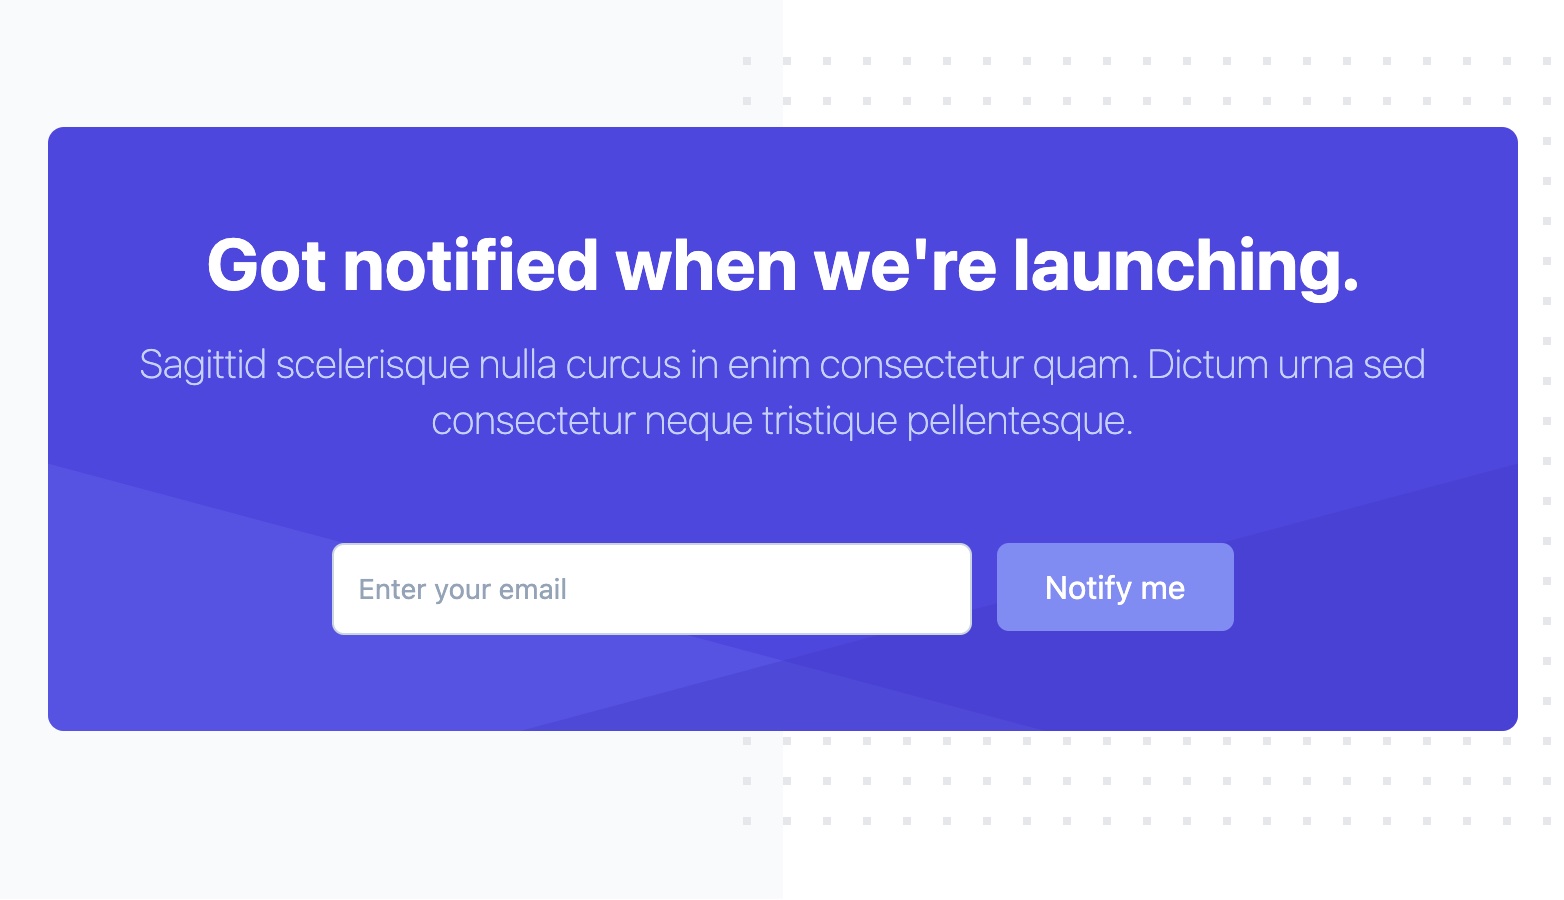 Got notified when we're launching.
Sagittid scelerisque nulla curcus in enim consectetur quam. Dictum urna sed
consectetur neque tristique pellentesque.
Enter your email
Notify me